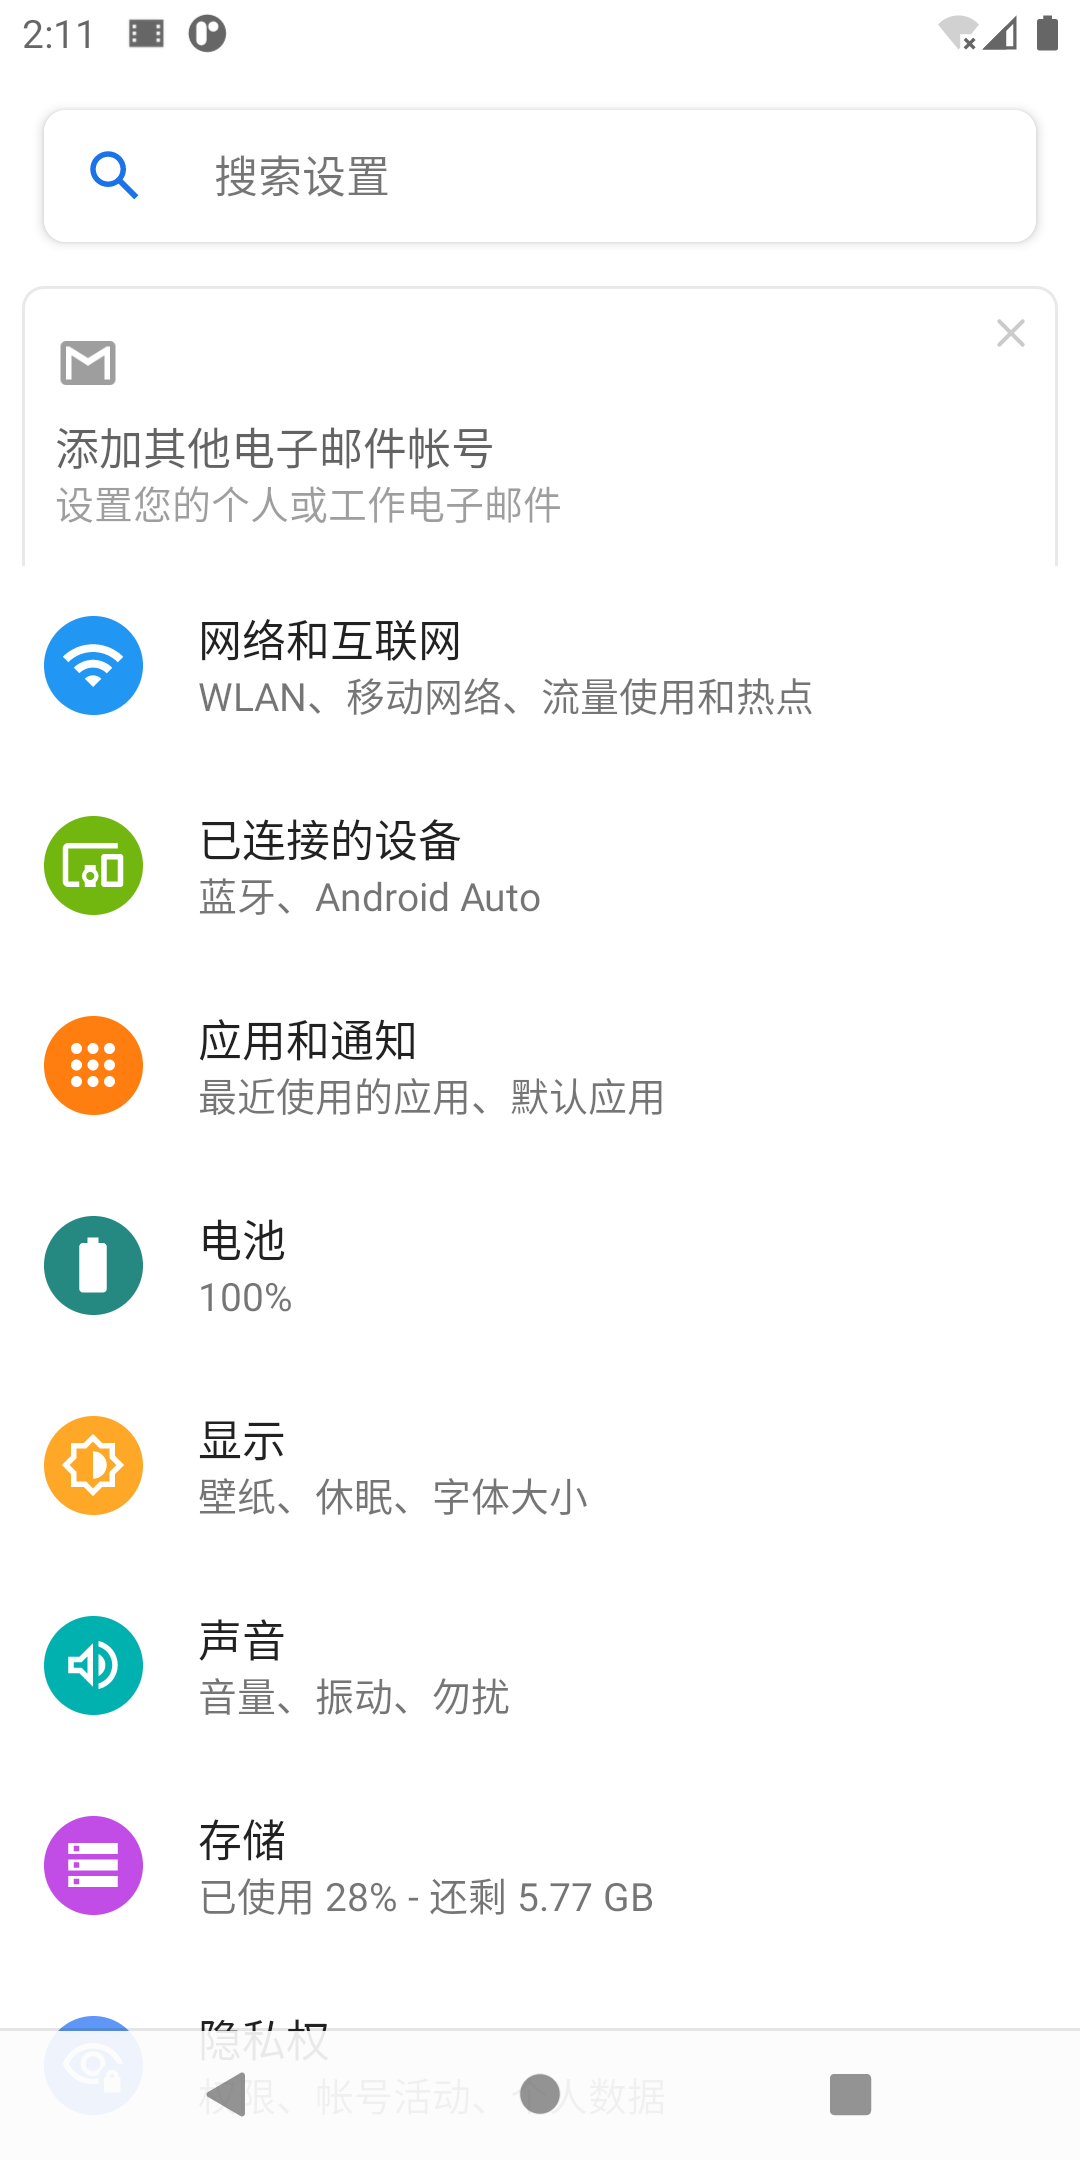 2:11
搜索设置
添加其他电子邮件帐号
设置您的个人或工作电子邮件
网络和互联网
WLAN、移动网络、流量使用和热点
已连接的设备
蓝牙、Android Auto
应用和通知
最近使用的应用、默认应用
电池
100%
显示
壁纸、休眠、字体大小
声音
音量、振动、勿扰
存储
已使用 28% - 还剩 5.77 GB
隐私权
权限、帐号活动、个人数据